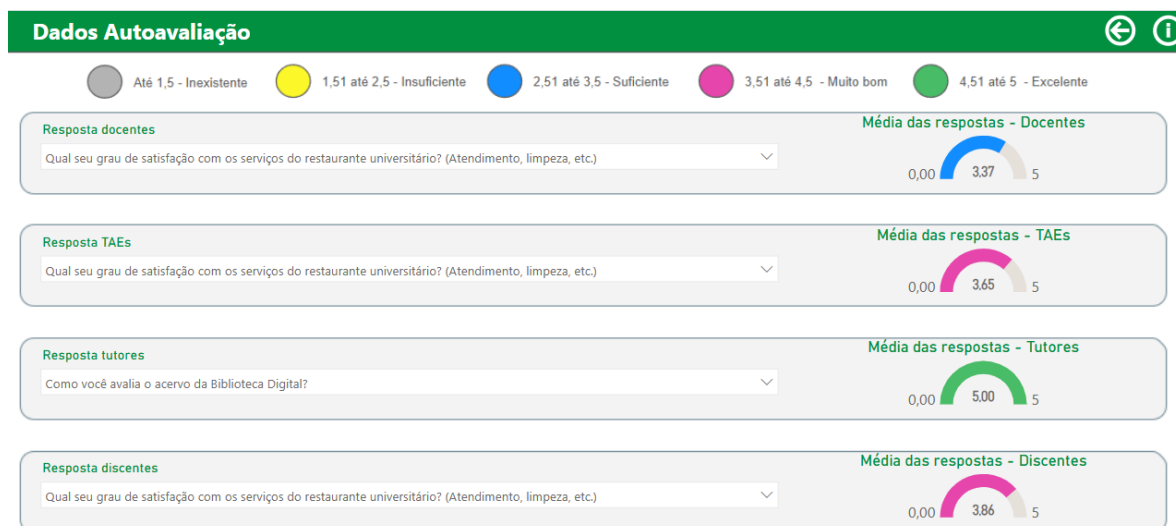 Dados Autoavaliação
Até 1,5 - Inexistente
1,51 até 2,5 - Insuficiente
2,51 até 3,5 - Suficiente
3,51 até 4,5 - Muito bom
4,51 até 5 - Excelente
Resposta docentes
Qual seu grau de satisfação com os serviços do restaurante universitário? (Atendimento, limpeza, etc.)
Média das respostas - Docentes
0,00 3,37 5
Resposta TAEs
Qual seu grau de satisfação com os serviços do restaurante universitário? (Atendimento, limpeza, etc.)
Média das respostas - TAEs
0,00 3,65 5
Resposta tutores
Como você avalia o acervo da Biblioteca Digital?
Média das respostas - Tutores
0,00 5,00 5
Resposta discentes
Qual seu grau de satisfação com os serviços do restaurante universitário? (Atendimento, limpeza, etc.)
Média das respostas - Discentes
0,00 3,86 5